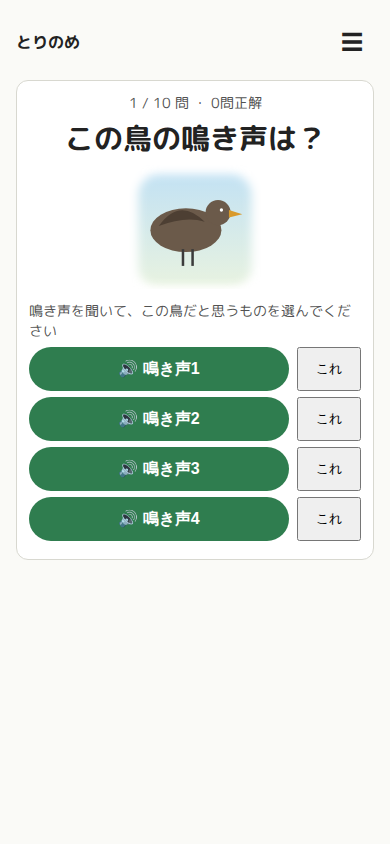 とりのめ
1 / 10 問 · 0問正解
この鳥の鳴き声は？
鳴き声を聞いて、この鳥だと思うものを選んでくだ
さい
🔊 鳴き声1
これ
🔊 鳴き声2
これ
🔊 鳴き声3
これ
🔊 鳴き声4
これ